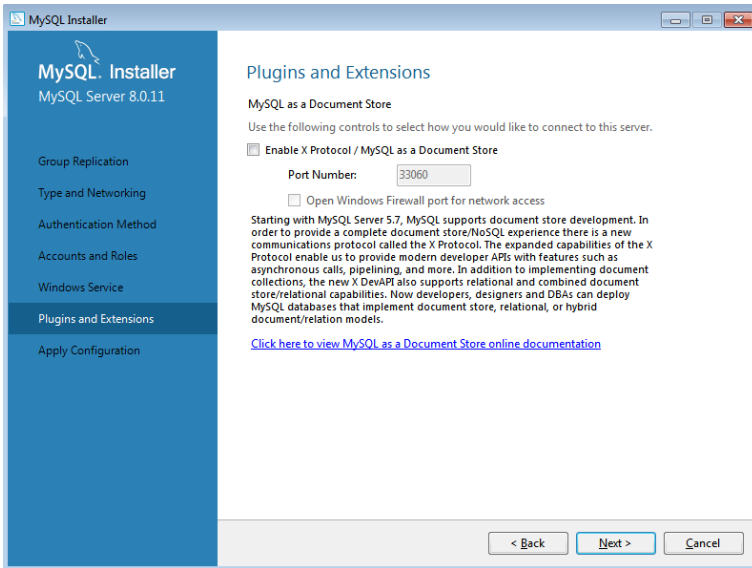 MySQL Installer
MySQL. Installer
MySQL Server 8.0.11
Group Replication
Type and Networking
Authentication Method
Accounts and Roles
Windows Service
Plugins and Extensions
Apply Configuration
Plugins and Extensions
MySQL as a Document Store
Use the following controls to select how you would like to connect to this server.
Enable X Protocol / MySQL as a Document Store
Port Number: 33060
Open Windows Firewall port for network access
Starting with MySQL Server 5.7, MySQL supports document store development. In
order to provide a complete document store/NoSQL experience there is a new
communications protocol called the X Protocol. The expanded capabilities of the X
Protocol enable us to provide modern developer APIs with features such as
asynchronous calls, pipelining, and more. In addition to implementing document
collections, the new X DevAPI also supports relational and combined document
store/relational capabilities. Now developers, designers and DBAs can deploy
MySQL databases that implement document store, relational, or hybrid
document/relation models.
Click here to view MySQL as a Document Store online documentation
< Back Next > Cancel